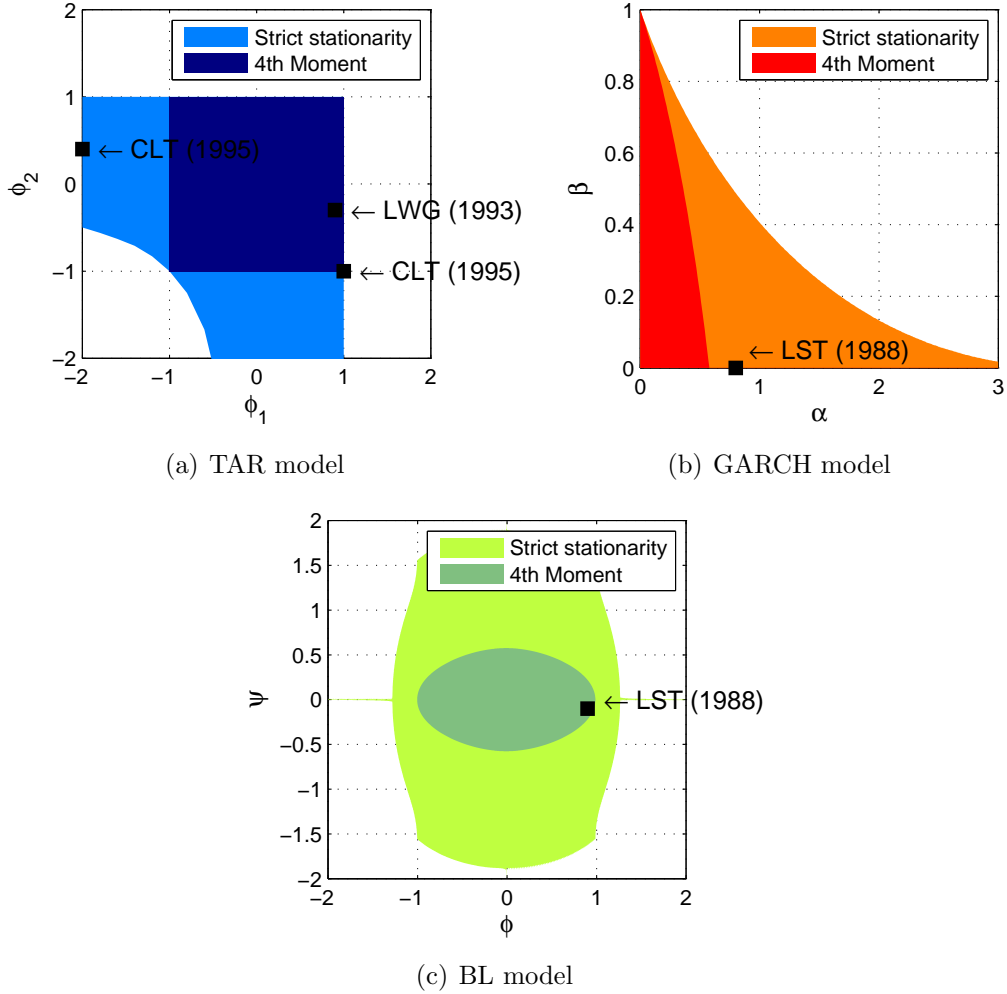 2
1
0
−1
−2
ϕ_2
Strict stationarity
4th Moment
← CLT (1995)
← LWG (1993)
← CLT (1995)
−2 −1 0 1 2
ϕ_1
(a) TAR model
1
0.8
0.6
0.4
0.2
0
β
Strict stationarity
4th Moment
← LST (1988)
0 1 2 3
α
(b) GARCH model
2
1.5
1
0.5
0
−0.5
−1
−1.5
−2
ψ
Strict stationarity
4th Moment
← LST (1988)
−2 −1 0 1 2
ϕ
(c) BL model